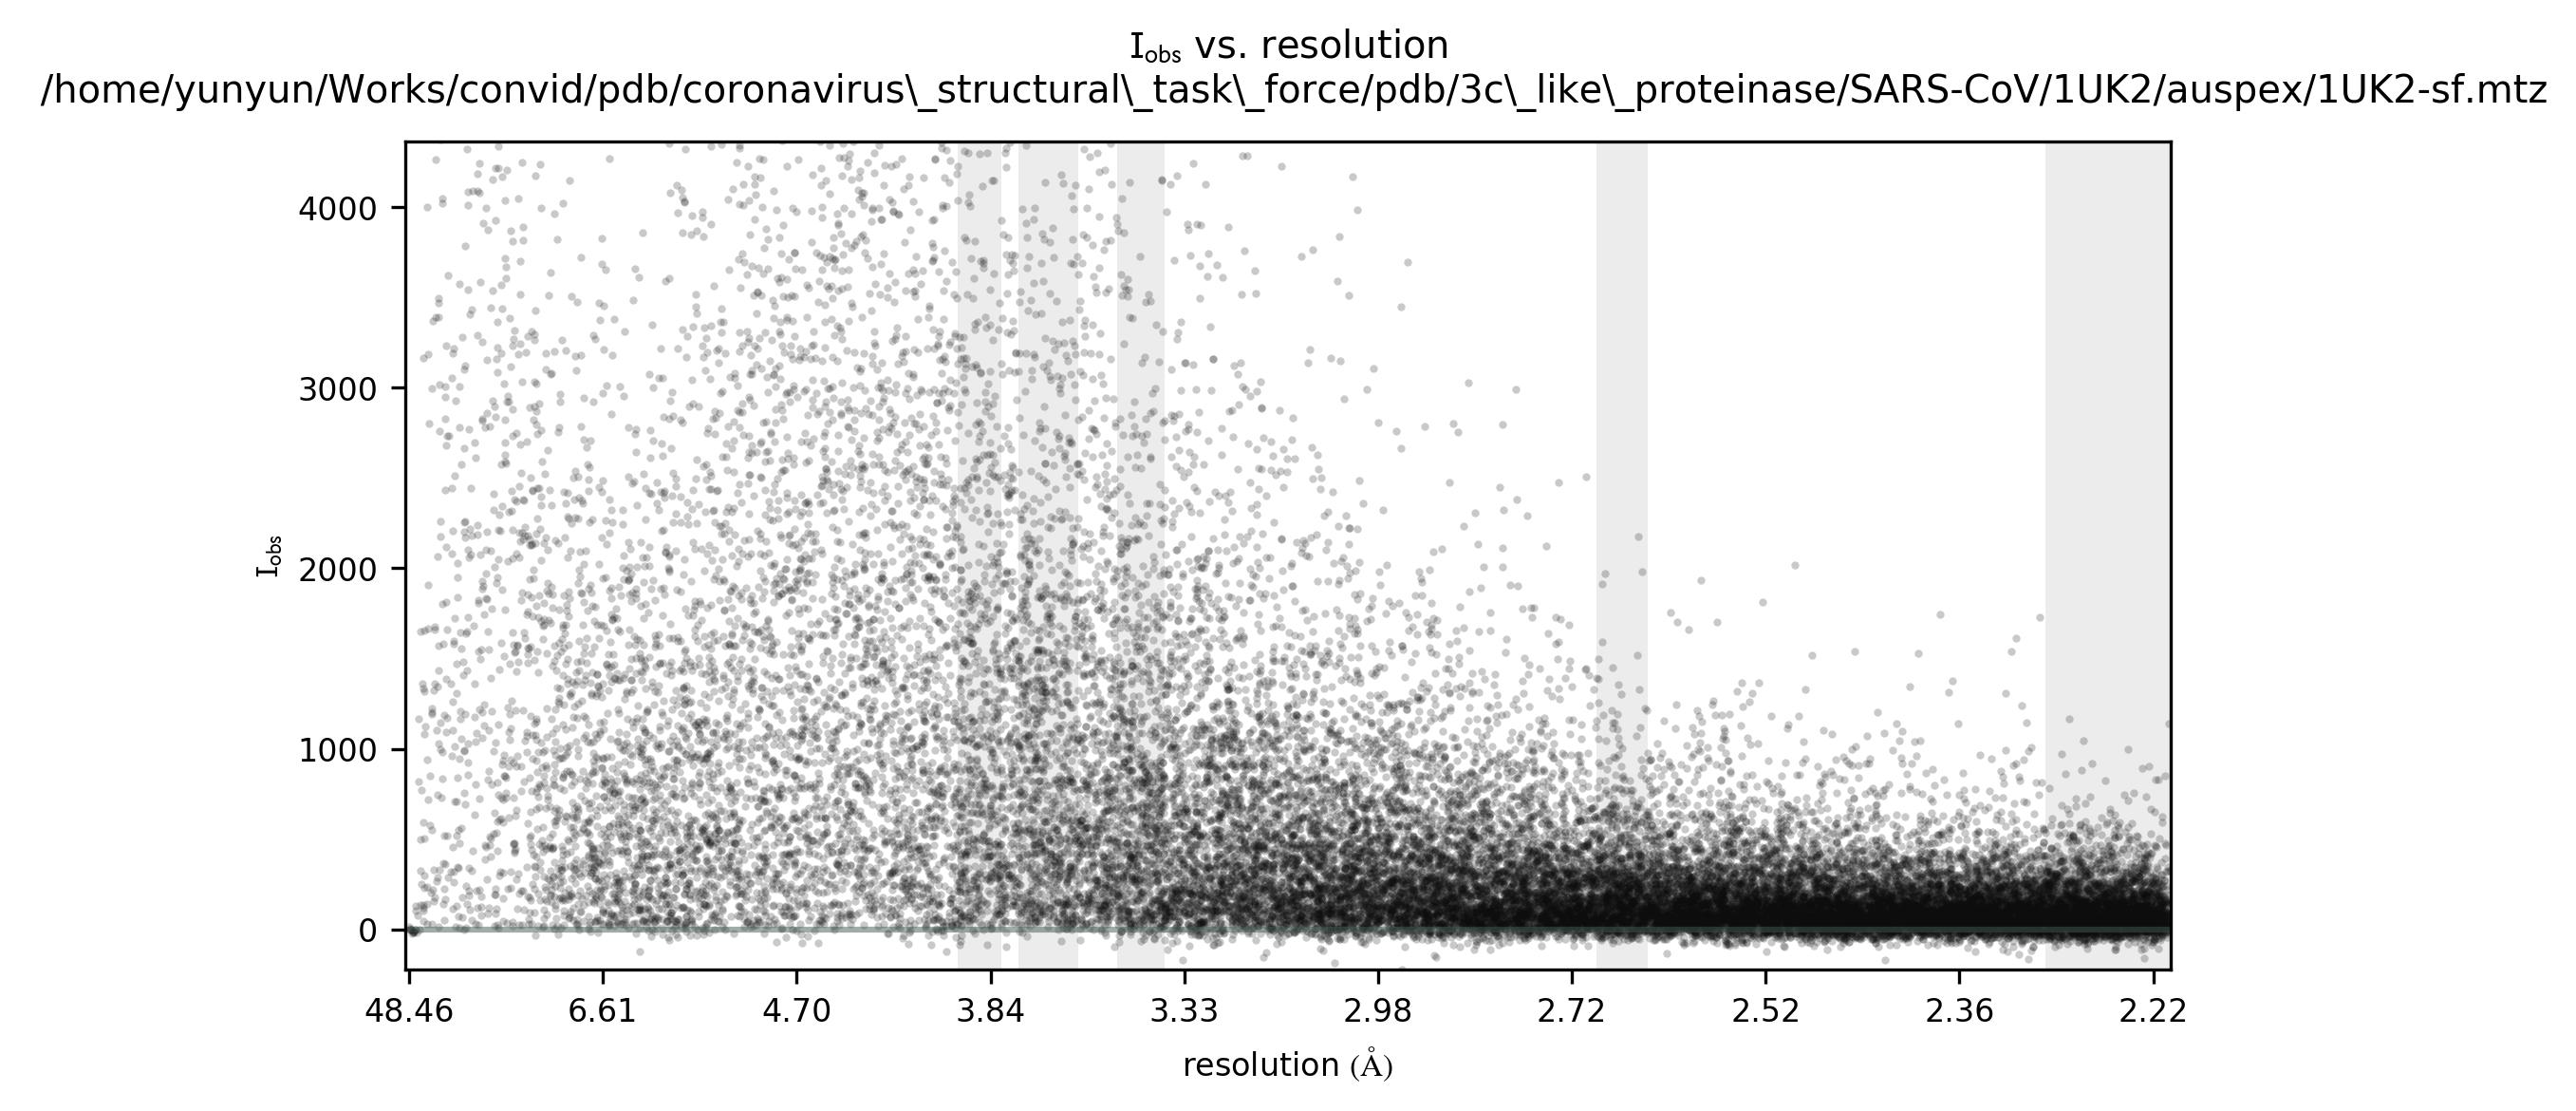 I_obs vs. resolution
/home/yunyun/Works/convid/pdb/coronavirus\_structural\_task\_force/pdb/3c\_like\_proteinase/SARS-CoV/1UK2/auspex/1UK2-sf.mtz
I_obs
4000
3000
2000
1000
0
48.46 6.61 4.70 3.84 3.33 2.98 2.72 2.52 2.36 2.22
resolution (Å)